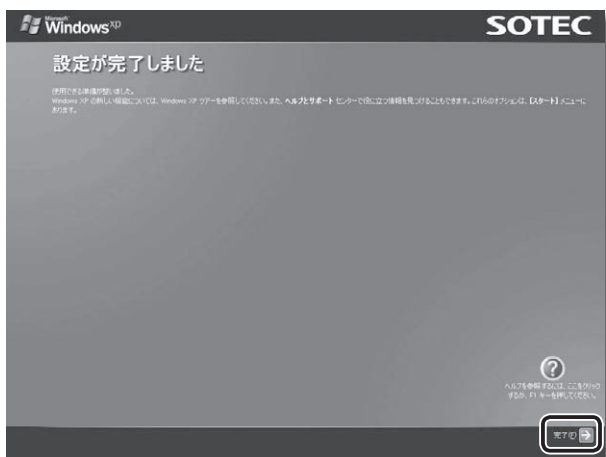 Microsoft
Windows xp
SOTEC
設定が完了しました
使用できる準備が整いました。
Windows XP の新しい機能については、Windows XP ツアーを参照してください。また、ヘルプとサポート センターで役に立つ情報を見つけることもできます。これらのオプションは、[スタート] メニューに
あります。
?
ヘルプを参照するには、ここをクリック
するか、F1 キーを押してください。
完了(F)